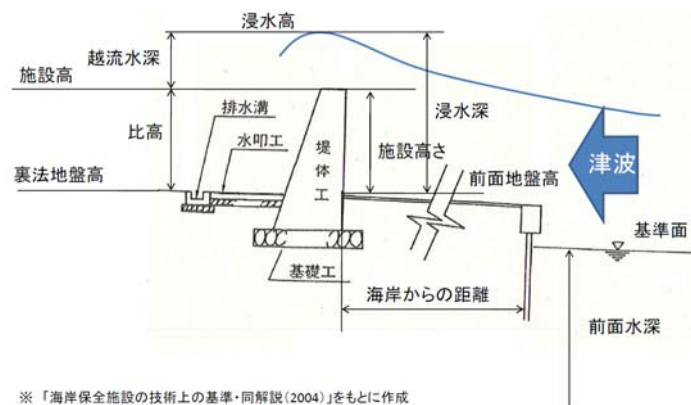 浸水高
越流水深
施設高
排水溝
比高
水叩工
浸水深
堤体工
施設高さ
津波
裏法地盤高
前面地盤高
基準面
基礎工
海岸からの距離
前面水深
※ 「海岸保全施設の技術上の基準・同解説(2004)」をもとに作成